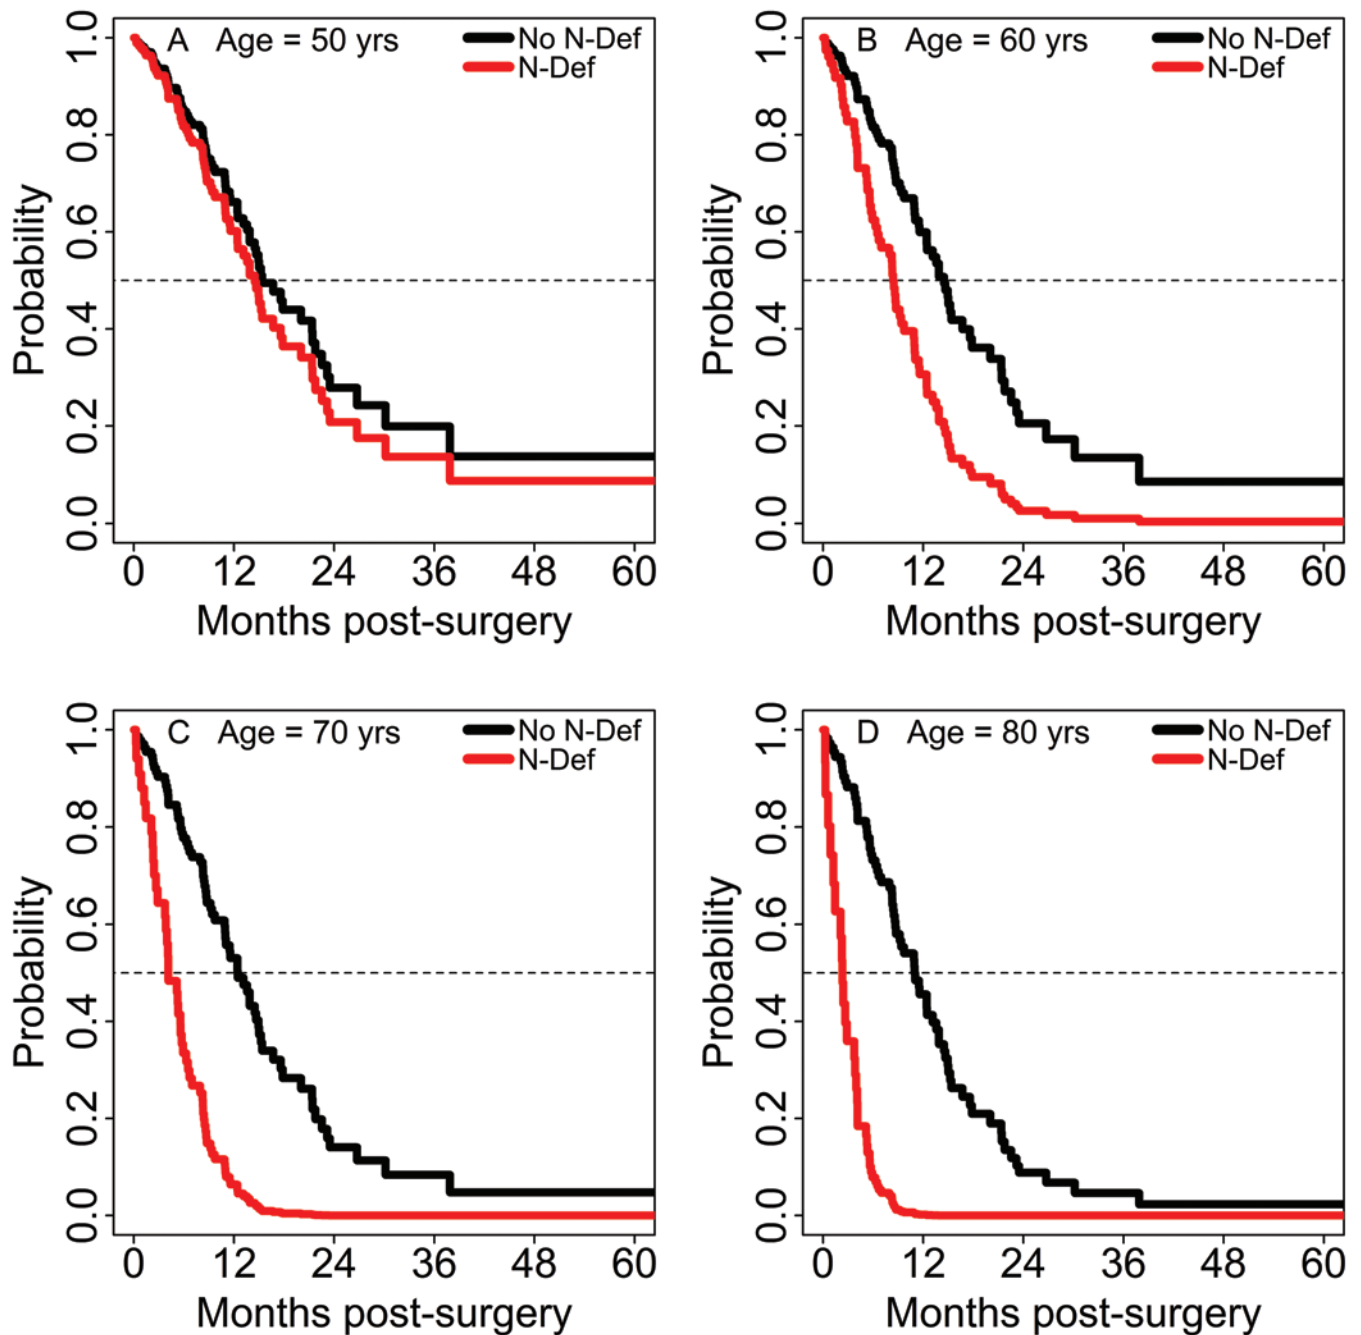 A Age = 50 yrs
No N-Def
N-Def
Probability
0.0 0.2 0.4 0.6 0.8 1.0
0 12 24 36 48 60
Months post-surgery
B Age = 60 yrs
No N-Def
N-Def
Probability
0.0 0.2 0.4 0.6 0.8 1.0
0 12 24 36 48 60
Months post-surgery
C Age = 70 yrs
No N-Def
N-Def
Probability
0.0 0.2 0.4 0.6 0.8 1.0
0 12 24 36 48 60
Months post-surgery
D Age = 80 yrs
No N-Def
N-Def
Probability
0.0 0.2 0.4 0.6 0.8 1.0
0 12 24 36 48 60
Months post-surgery